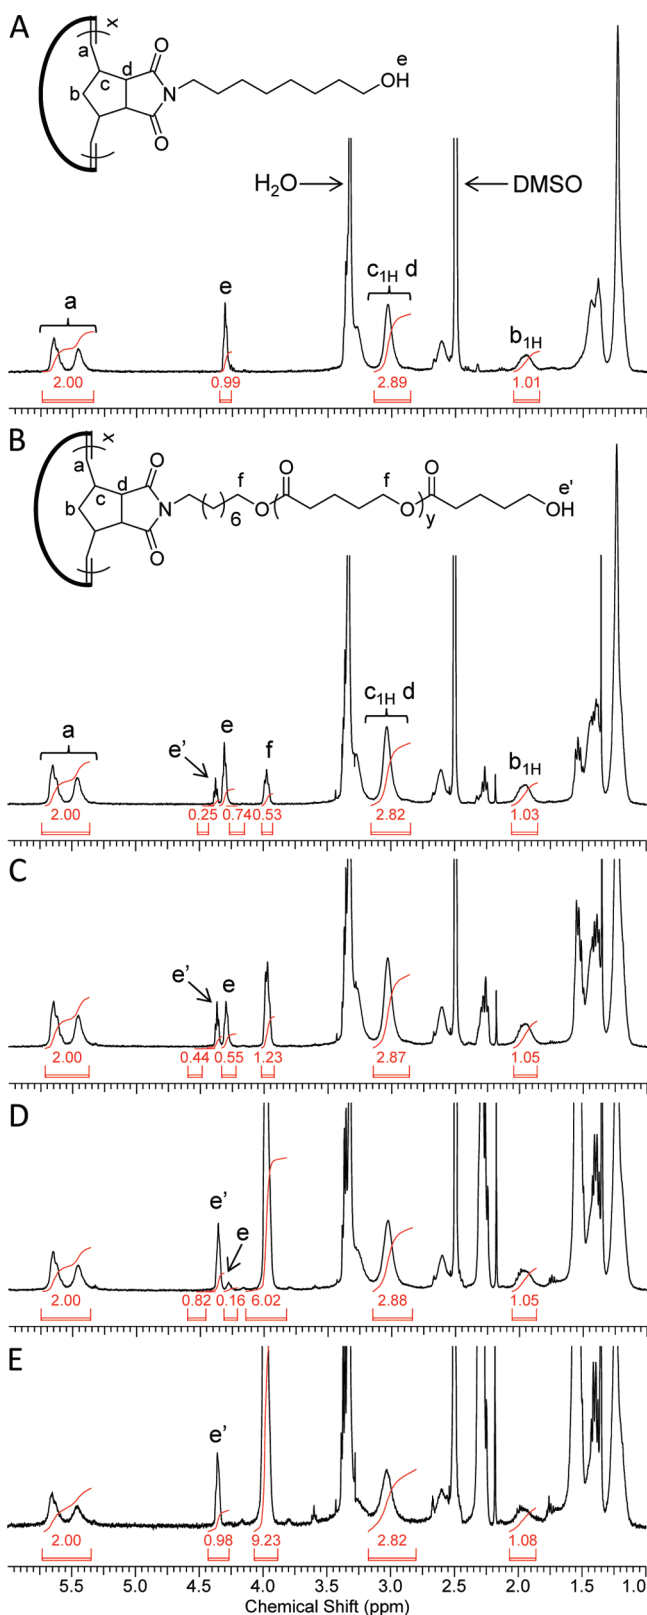 A
x
a
d
c
b
O
N
O
e
OH
H2O
DMSO
a
e
c1H d
b1H
2.00 0.99 2.89 1.01
B
x
a
d
c
b
O
N
O
f
6
O
O
f
O
y
O
e'
OH
a
e'
e
f
c1H d
b1H
2.00 0.25 0.74 0.53 2.82 1.03
C
e'
e
2.00 0.44 0.55 1.23 2.87 1.05
D
e'
e
2.00 0.82 0.16 6.02 2.88 1.05
E
e'
2.00 0.98 9.23 2.82 1.08
5.5 5.0 4.5 4.0 3.5 3.0 2.5 2.0 1.5 1.0
Chemical Shift (ppm)